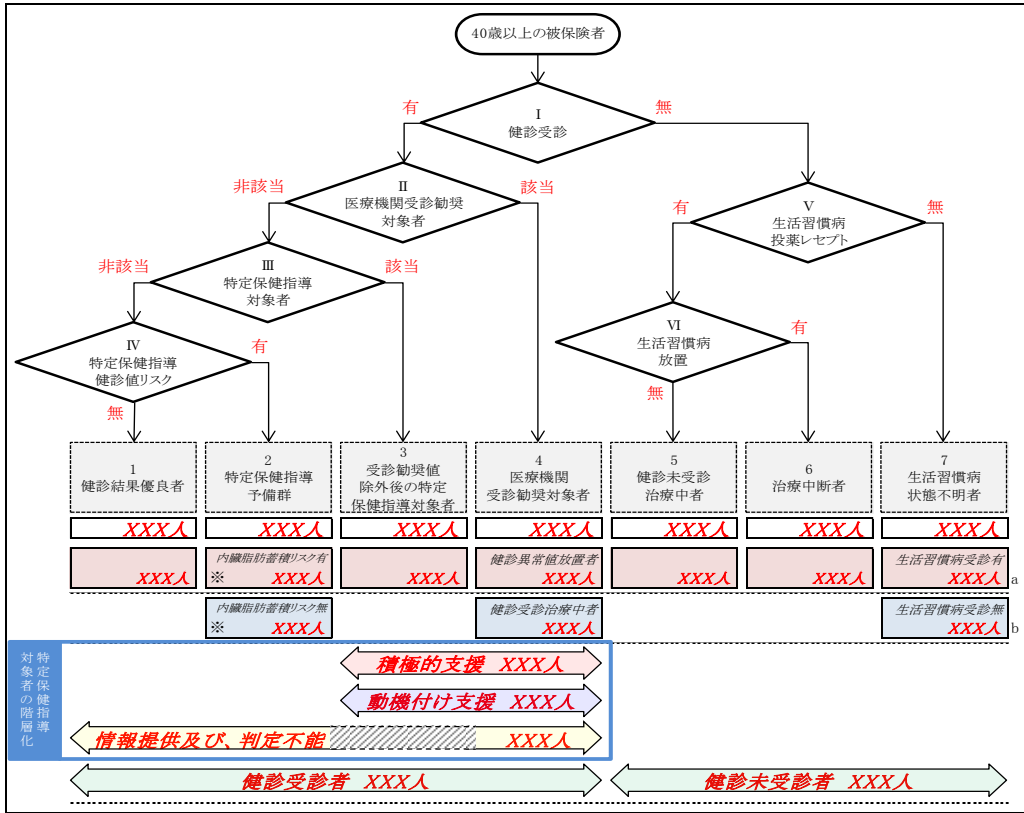 40歳以上の被保険者
有
Ⅰ
健診受診
無
非該当
Ⅱ
医療機関受診勧奨
対象者
該当
有
Ⅴ
生活習慣病
投薬レセプト
無
非該当
Ⅲ
特定保健指導
対象者
該当
Ⅳ
特定保健指導
健診値リスク
有
Ⅵ
生活習慣病
放置
有
無
無
1
健診結果優良者
2
特定保健指導
予備群
3
受診勧奨値
除外後の特定
保健指導対象者
4
医療機関
受診勧奨対象者
5
健診未受診
治療中者
6
治療中断者
7
生活習慣病
状態不明者
XXX人
XXX人
XXX人
XXX人
XXX人
XXX人
XXX人
XXX人
内臓脂肪蓄積リスク有
※ XXX人
XXX人
健診異常値放置者
XXX人
XXX人
XXX人
生活習慣病受診有
XXX人
a
内臓脂肪蓄積リスク無
※ XXX人
健診受診治療中者
XXX人
生活習慣病受診無
XXX人
b
特定保健指導
対象者の階層化
積極的支援 XXX人
動機付け支援 XXX人
情報提供及び、判定不能 XXX人
健診受診者 XXX人
健診未受診者 XXX人